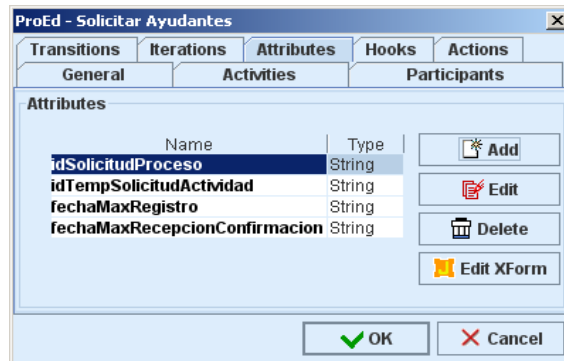 ProEd - Solicitar Ayudantes
Transitions Iterations Attributes Hooks Actions
General Activities Participants
Attributes
Name Type
idSolicitudProceso String
idTempSolicitudActividad String
fechaMaxRegistro String
fechaMaxRecepcionConfirmacion String
Add
Edit
Delete
Edit XForm
OK Cancel